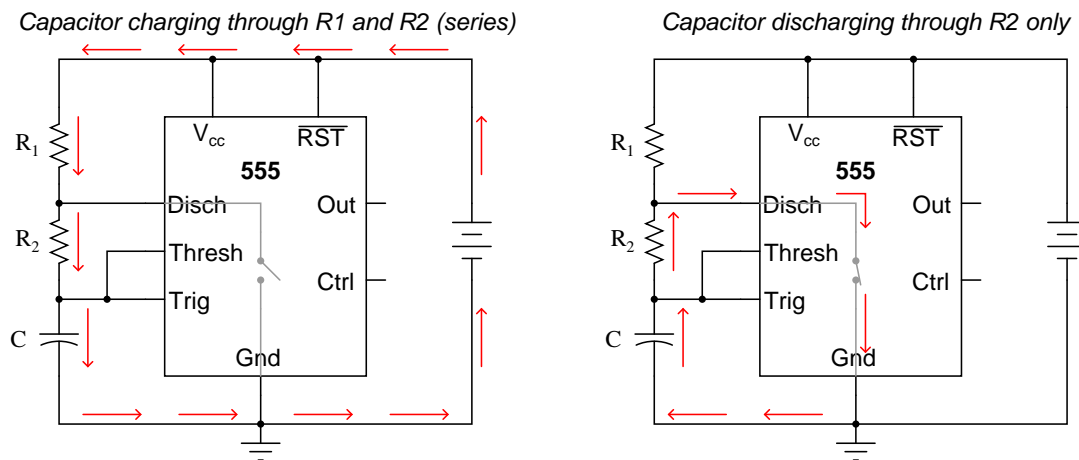 Capacitor charging through R1 and R2 (series)
R1
R2
C
Vcc
RST
555
Disch
Thresh
Trig
Out
Ctrl
Gnd
Capacitor discharging through R2 only
R1
R2
C
Vcc
RST
555
Disch
Thresh
Trig
Out
Ctrl
Gnd